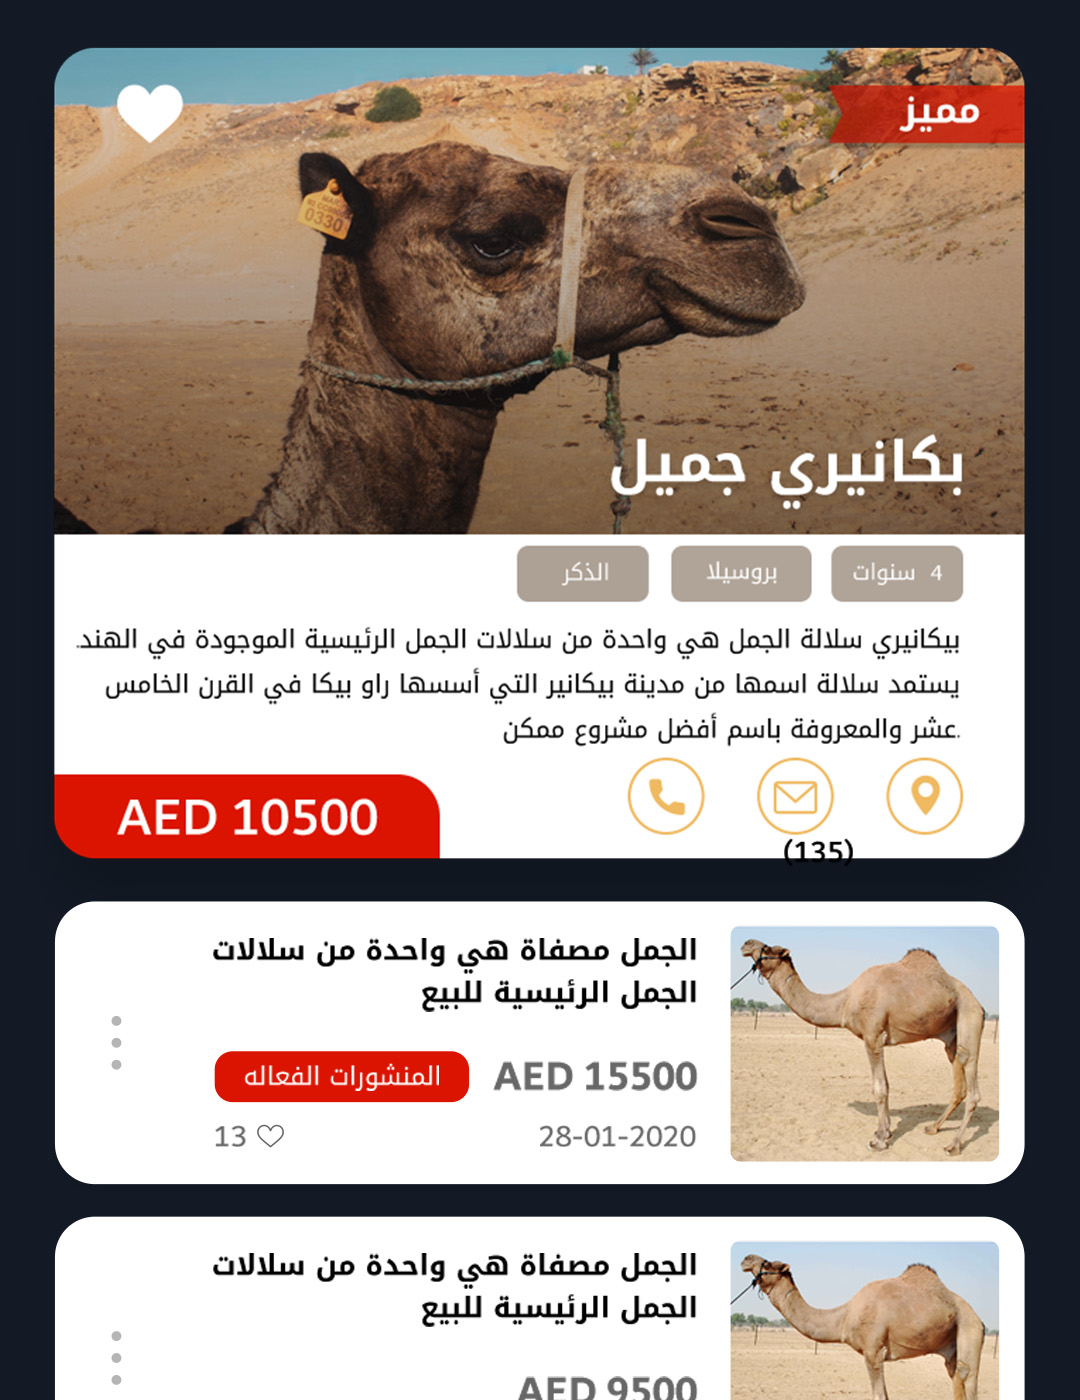 مميز
0330
بكانيري جميل
4 سنوات
بروسيلا
الذكر
بيكانيري سلالة الجمل هي واحدة من سلالات الجمل الرئيسية الموجودة في الهند.
يستمد سلالة اسمها من مدينة بيكانير التي أسسها راو بيكا في القرن الخامس
.عشر والمعروفة باسم أفضل مشروع ممكن
(135)
AED 10500
الجمل مصفاة هي واحدة من سلالات
الجمل الرئيسية للبيع
AED 15500
المنشورات الفعاله
28-01-2020
13
الجمل مصفاة هي واحدة من سلالات
الجمل الرئيسية للبيع
AED 9500